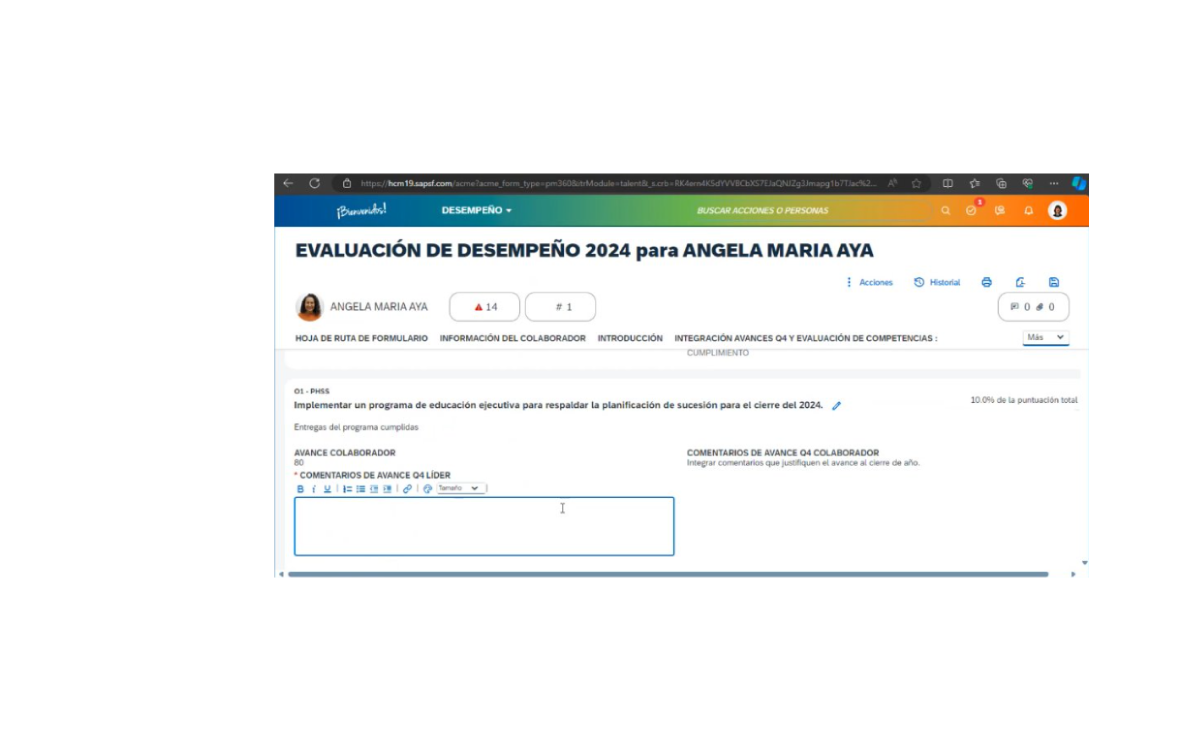 https://hcm19.sapsf.com/acme?acme_form_type=pm360&itrModule=talent&_s.crb=
¡Bienvenidos!
DESEMPEÑO
BUSCAR ACCIONES O PERSONAS
EVALUACIÓN DE DESEMPEÑO 2024 para ANGELA MARIA AYA
Acciones
Historial
ANGELA MARIA AYA
14
# 1
0
0
HOJA DE RUTA DE FORMULARIO INFORMACIÓN DEL COLABORADOR INTRODUCCIÓN INTEGRACIÓN AVANCES Q4 Y EVALUACIÓN DE COMPETENCIAS :
Más
CUMPLIMIENTO
O1 - PHSS
Implementar un programa de educación ejecutiva para respaldar la planificación de sucesión para el cierre del 2024.
10.0% de la puntuación total
Entregas del programa cumplidas
AVANCE COLABORADOR
80
COMENTARIOS DE AVANCE Q4 COLABORADOR
Integrar comentarios que justifiquen el avance al cierre de año.
* COMENTARIOS DE AVANCE Q4 LÍDER
B I U
Tamaño